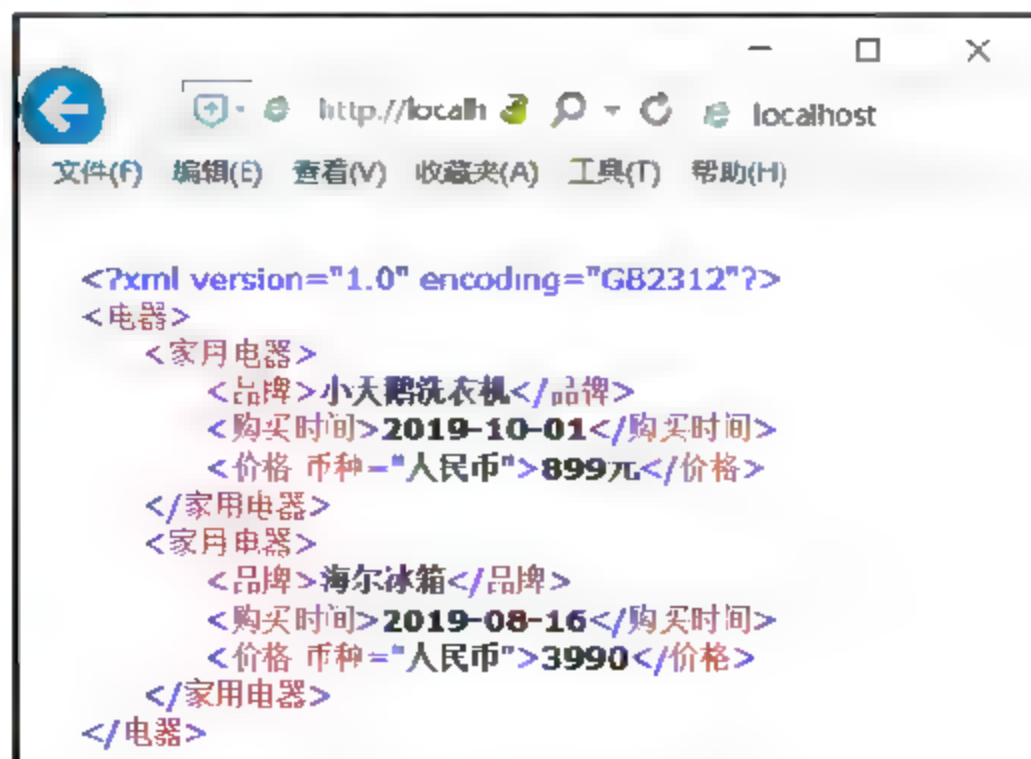 http://localh localhost
文件(F) 编辑(E) 查看(V) 收藏夹(A) 工具(T) 帮助(H)
<?xml version="1.0" encoding="GB2312"?>
<电器>
<家用电器>
<品牌>小天鹅洗衣机</品牌>
<购买时间>2019-10-01</购买时间>
<价格 币种="人民币">899元</价格>
</家用电器>
<家用电器>
<品牌>海尔冰箱</品牌>
<购买时间>2019-08-16</购买时间>
<价格 币种="人民币">3990</价格>
</家用电器>
</电器>